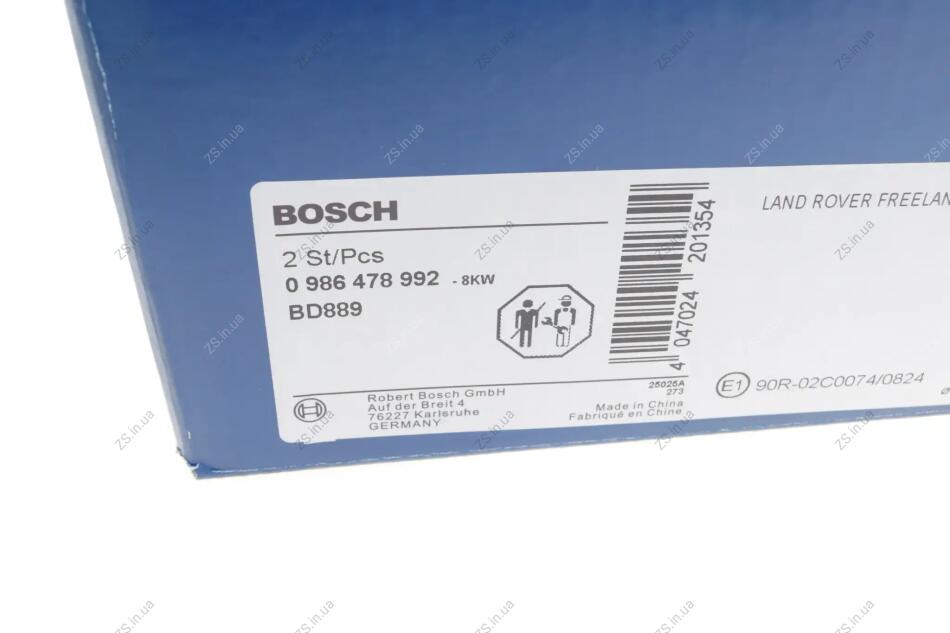 BOSCH
2 St/Pcs
0 986 478 992 - 8KW
BD889
4 047024 201354
LAND ROVER FREELAN
Robert Bosch GmbH
Auf der Breit 4
76227 Karlsruhe
GERMANY
25025A
273
Made in China
Fabriqué en Chine
E1 90R-02C0074/0824
ZS.in.ua